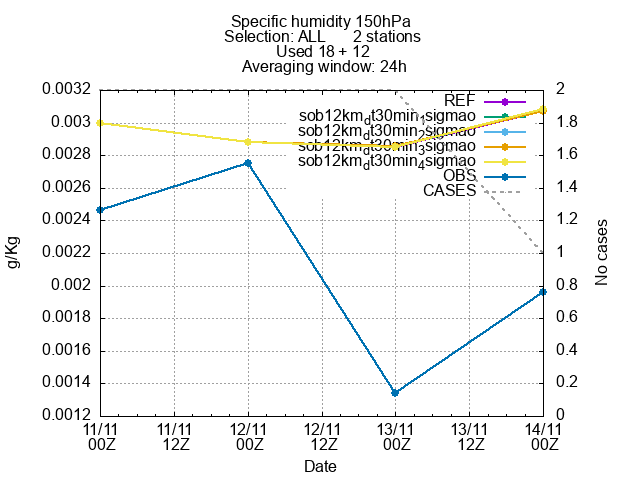 Specific humidity 150hPa
Selection: ALL 2 stations
Used 18 + 12
Averaging window: 24h
0.0032
0.003
0.0028
0.0026
0.0024
0.0022
0.002
0.0018
0.0016
0.0014
0.0012
g/Kg
REF
sob12km_dt30min_1sigmao
sob12km_dt30min_2sigmao
sob12km_dt30min_3sigmao
sob12km_dt30min_4sigmao
OBS
CASES
2
1.8
1.6
1.4
1.2
1
0.8
0.6
0.4
0.2
0
No cases
11/11 11/11 12/11 12/11 13/11 13/11 14/11
00Z 12Z 00Z 12Z 00Z 12Z 00Z
Date